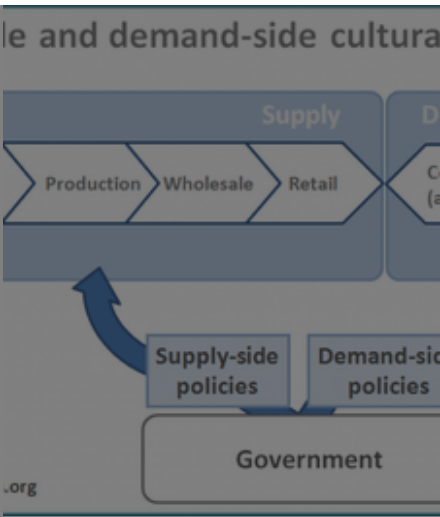 le and demand-side cultura
Supply
D
Production Wholesale Retail
C
(a
Supply-side
policies
Demand-sid
policies
Government
.org